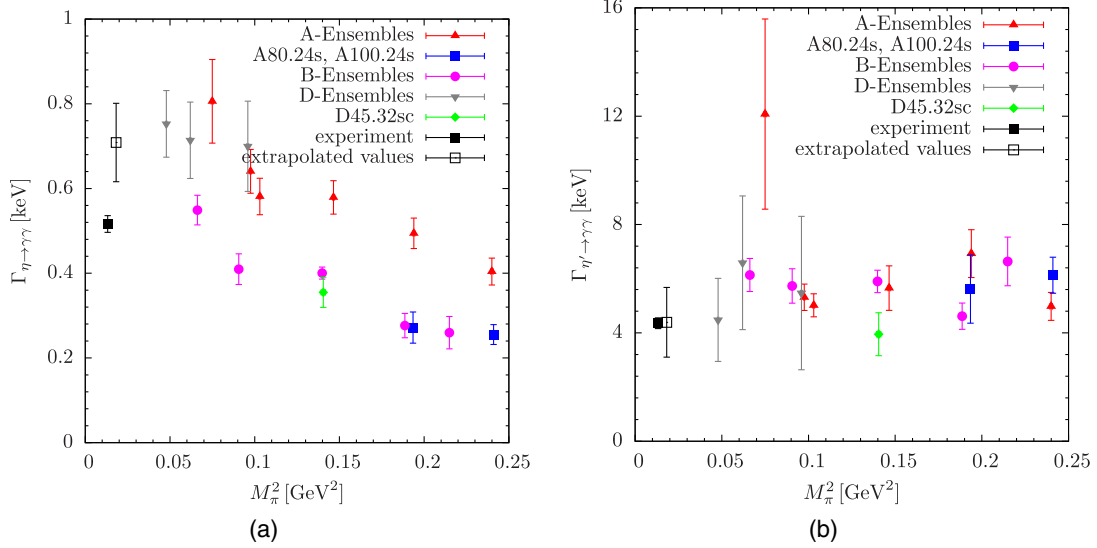 1
0.8
0.6
0.4
0.2
0
0
0.05
0.1
0.15
0.2
0.25
Γη→γγ [keV]
M²π [GeV²]
A-Ensembles
A80.24s, A100.24s
B-Ensembles
D-Ensembles
D45.32sc
experiment
extrapolated values
(a)
16
12
8
4
0
0
0.05
0.1
0.15
0.2
0.25
Γη′→γγ [keV]
M²π [GeV²]
A-Ensembles
A80.24s, A100.24s
B-Ensembles
D-Ensembles
D45.32sc
experiment
extrapolated values
(b)